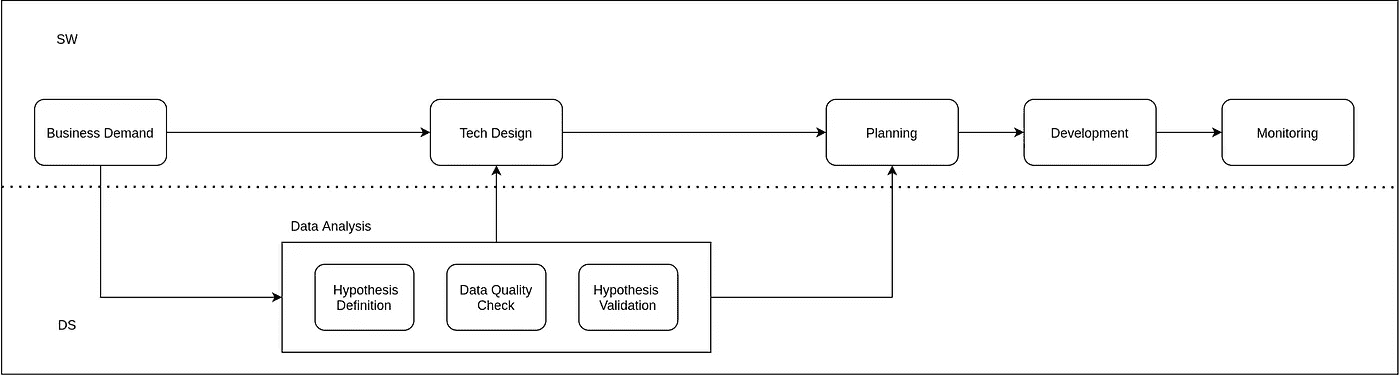 SW
Business Demand
Tech Design
Planning
Development
Monitoring
Data Analysis
Hypothesis
Definition
Data Quality
Check
Hypothesis
Validation
DS